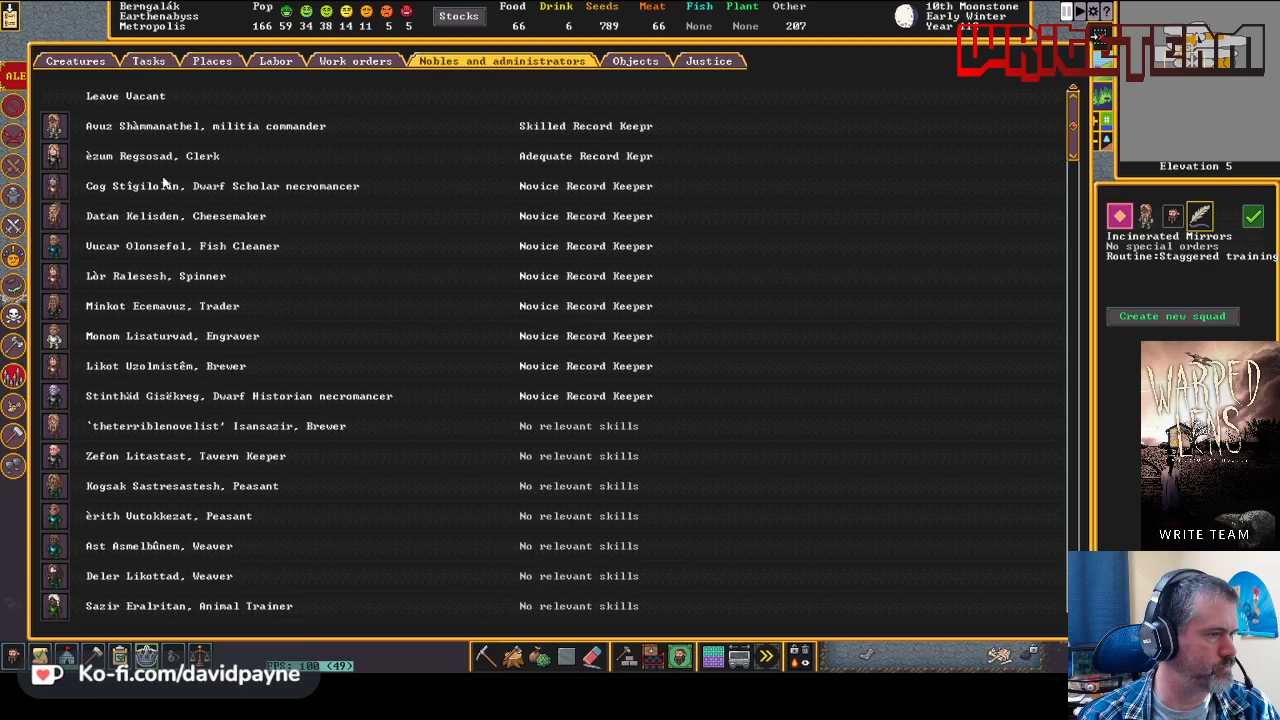 Berngalák
Earthenabyss
Metropolis
Pop
166 59 34 38 14 11 5 5
Stocks
Food Drink Seeds Meat Fish Plant Other
66 6 789 66 None None 207
10th Moonstone
Early Winter
Year
WRITE TEAM
ALE
Creatures Tasks Places Labor Work orders Nobles and administrators Objects Justice
Leave Vacant
Avuz Shàmmanathel, militia commander Skilled Record Keepr
èzum Regsosad, Clerk Adequate Record Kepr
Cog Dwarf Scholar necromancer Novice Record Keeper
Datan Kelisden, Cheesemaker Novice Record Keeper
Vucar Olonsefol, Fish Cleaner Novice Record Keeper
Lòr Ralesesh, Spinner Novice Record Keeper
Minkot Ecemavuz, Trader Novice Record Keeper
Monom Lisaturvad, Engraver Novice Record Keeper
Likot Uzolmistêm, Brewer Novice Record Keeper
Stinthäd Gisëkreg, Dwarf Historian necromancer Novice Record Keeper
‘theterriblenovelist’ Isansazir, Brewer No relevant skills
Zefon Litastast, Tavern Keeper No relevant skills
Kogsak Sastresastesh, Peasant No relevant skills
èrith Vutokkezat, Peasant No relevant skills
Ast Asmelbûnem, Weaver No relevant skills
Deler Likottad, Weaver No relevant skills
Sazir Eralritan, Animal Trainer No relevant skills
Elevation 5
Incinerated Mirrors
No special orders
Routine:Staggered training
Create new squad
WARPED
LENS
WRITE TEAM
FPS: 100 (49)
Ko-fi.com/davidpayne